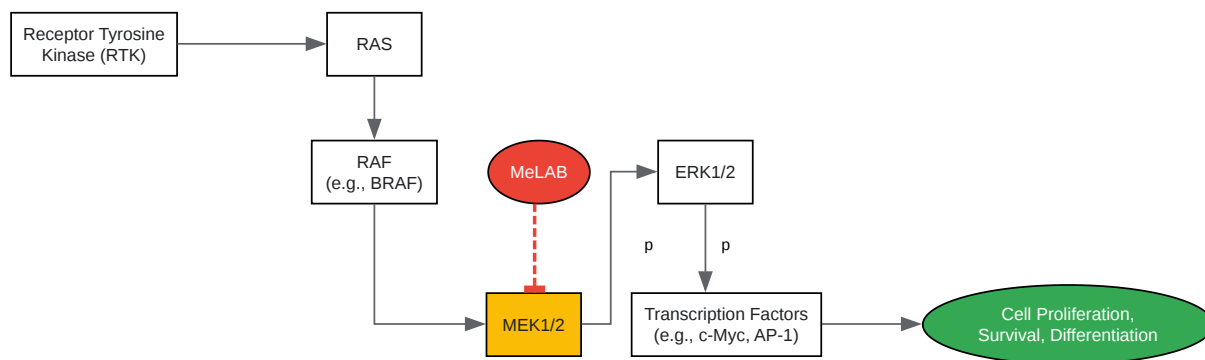 Receptor Tyrosine
Kinase (RTK)
RAS
RAF
(e.g., BRAF)
MeLAB
ERK1/2
p
p
MEK1/2
Transcription Factors
(e.g., c-Myc, AP-1)
Cell Proliferation,
Survival, Differentiation